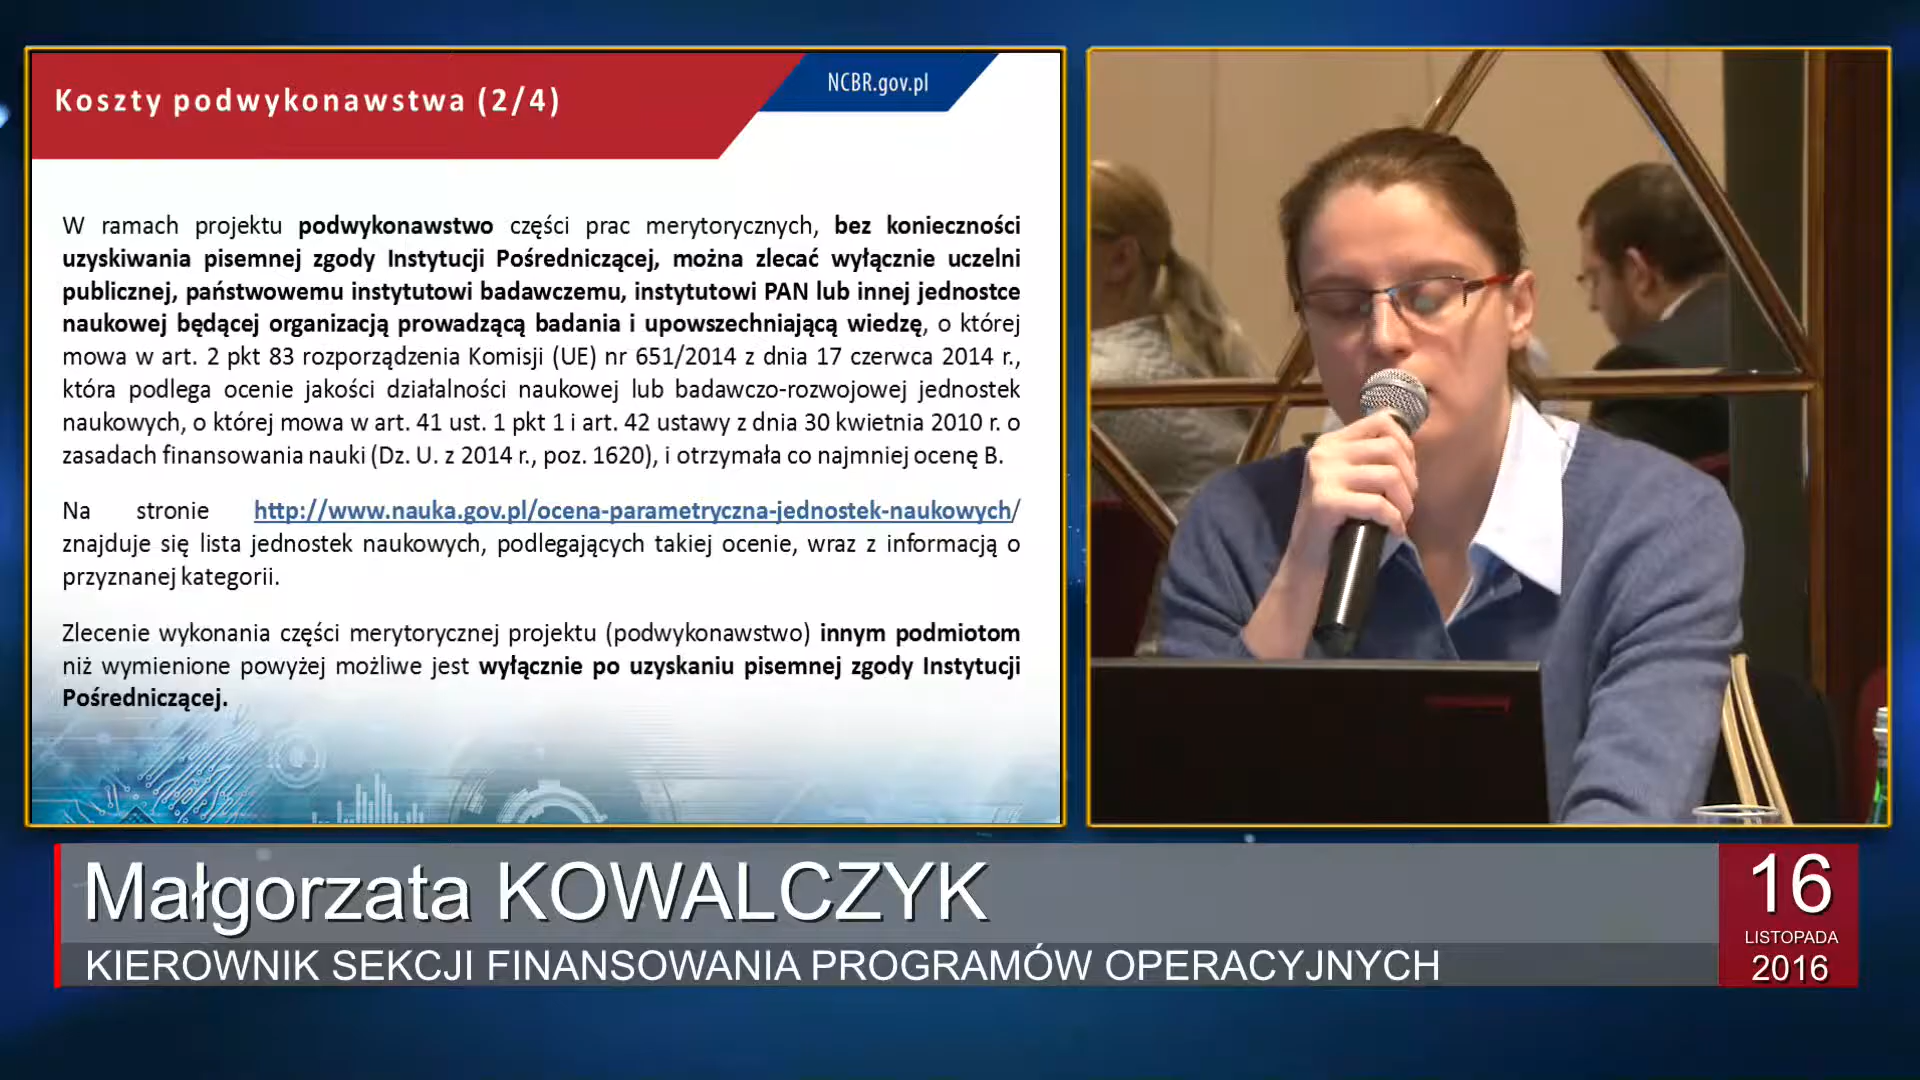 Koszty podwykonawstwa (2/4)
NCBR.gov.pl
W ramach projektu podwykonawstwo części prac merytorycznych, bez konieczności
uzyskiwania pisemnej zgody Instytucji Pośredniczącej, można zlecać wyłącznie uczelni
publicznej, państwowemu instytutowi badawczemu, instytutowi PAN lub innej jednostce
naukowej będącej organizacją prowadzącą badania i upowszechniającą wiedzę, o której
mowa w art. 2 pkt 83 rozporządzenia Komisji (UE) nr 651/2014 z dnia 17 czerwca 2014 r.,
która podlega ocenie jakości działalności naukowej lub badawczo-rozwojowej jednostek
naukowych, o której mowa w art. 41 ust. 1 pkt 1 i art. 42 ustawy z dnia 30 kwietnia 2010 r. o
zasadach finansowania nauki (Dz. U. z 2014 r., poz. 1620), i otrzymała co najmniej ocenę B.
Na stronie http://www.nauka.gov.pl/ocena-parametryczna-jednostek-naukowych/
znajduje się lista jednostek naukowych, podlegających takiej ocenie, wraz z informacją o
przyznanej kategorii.
Zlecenie wykonania części merytorycznej projektu (podwykonawstwo) innym podmiotom
niż wymienione powyżej możliwe jest wyłącznie po uzyskaniu pisemnej zgody Instytucji
Pośredniczącej.
Małgorzata KOWALCZYK
KIEROWNIK SEKCJI FINANSOWANIA PROGRAMÓW OPERACYJNYCH
16
LISTOPADA
2016